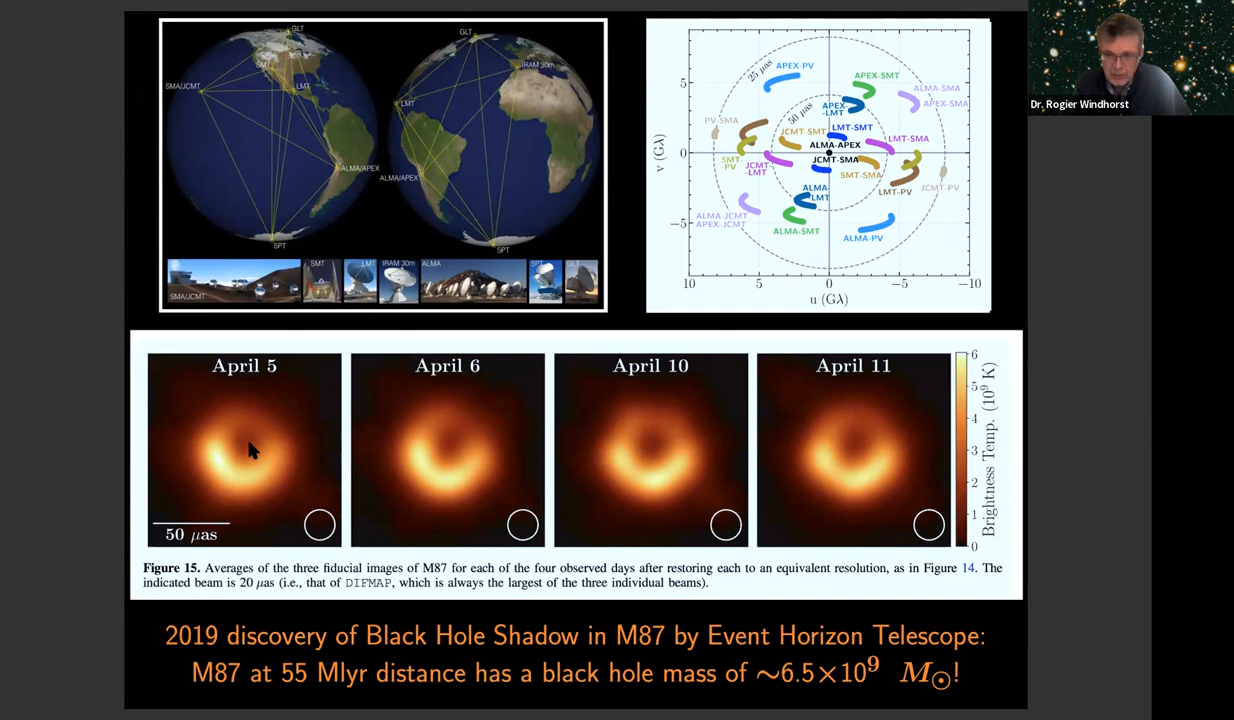 GLT
SMT
SMA/JCMT
LMT
ALMA/APEX
SPT
GLT
IRAM 30m
LMT
ALMA/APEX
SPT
SMA/JCMT
SMT
LMT
IRAM 30m
ALMA
SPT
GLT
v (Gλ)
5
0
−5
10
5
0
−5
−10
u (Gλ)
25 μas
50 μas
APEX-PV
APEX-SMT
ALMA-SMA
APEX-SMA
APEX
-LMT
PV-SMA
JCMT-SMT
LMT-SMT
LMT-SMA
ALMA-APEX
SMT-
PV
JCMT
-LMT
JCMT-SMA
SMT-SMA
LMT-PV
JCMT-PV
ALMA-
LMT
ALMA-JCMT
APEX-JCMT
ALMA-SMT
ALMA-PV
Dr. Rogier Windhorst
April 5
April 6
April 10
April 11
50 μas
6
5
4
3
2
1
0
Brightness Temp. (10⁹ K)
Figure 15. Averages of the three fiducial images of M87 for each of the four observed days after restoring each to an equivalent resolution, as in Figure 14. The
indicated beam is 20 μas (i.e., that of DIFMAP, which is always the largest of the three individual beams).
2019 discovery of Black Hole Shadow in M87 by Event Horizon Telescope:
M87 at 55 Mlyr distance has a black hole mass of ~6.5×10⁹ M☉!